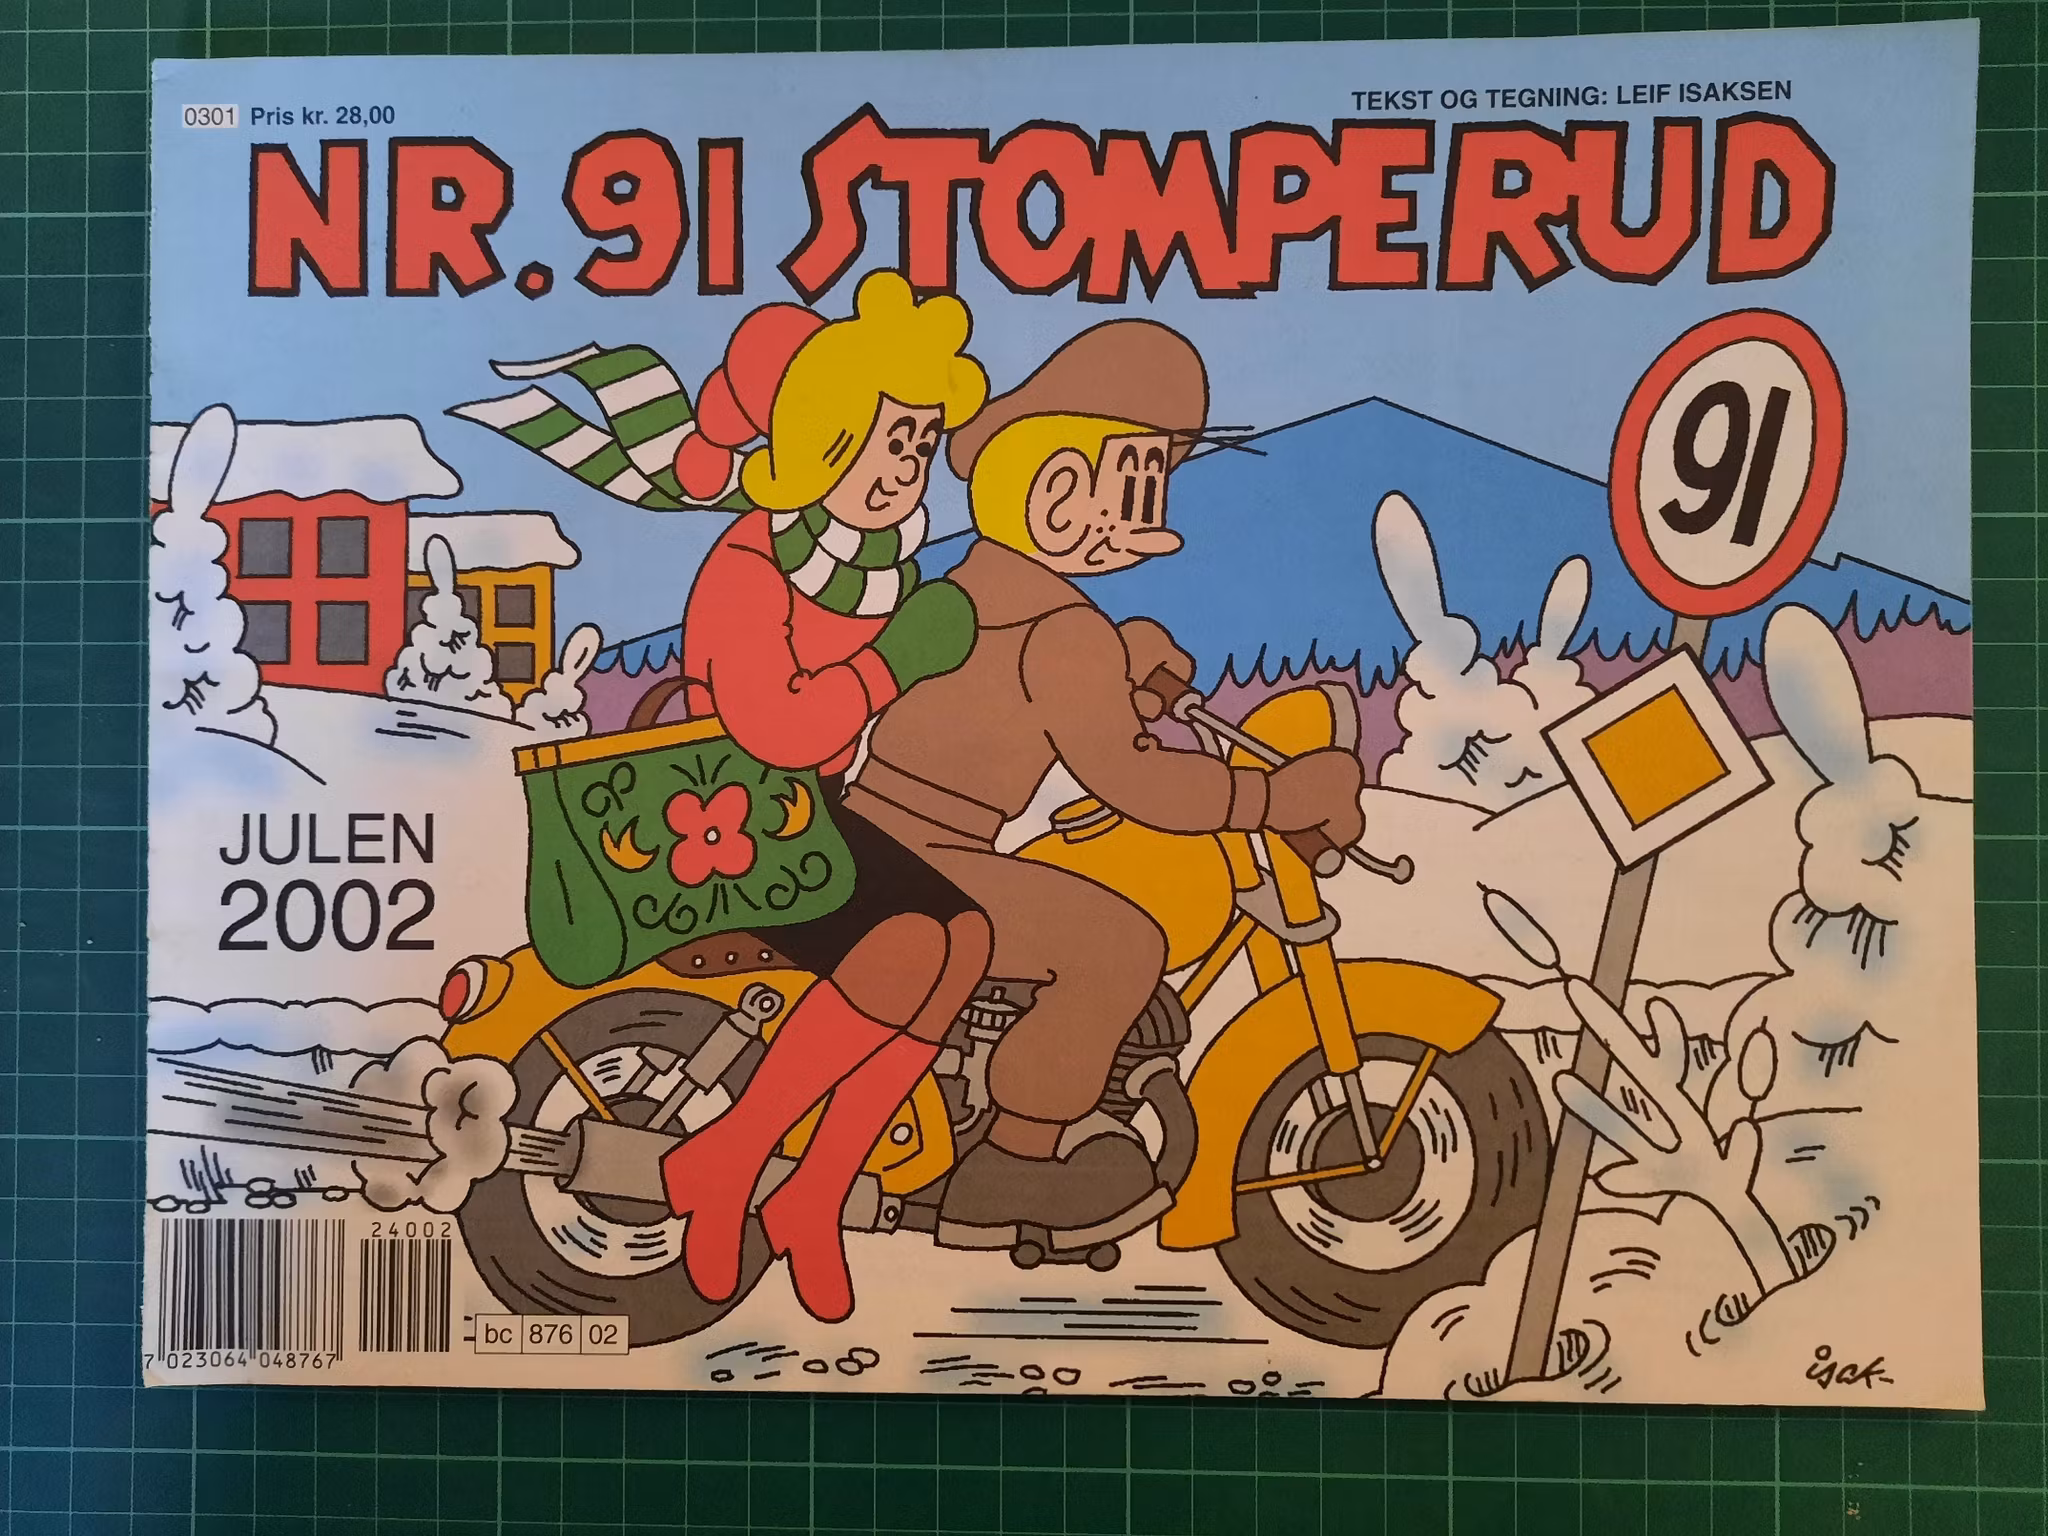 0301 Pris kr. 28,00
TEKST OG TEGNING: LEIF ISAKSEN
NR. 91 STOMPERUD
91
JULEN
2002
24002
7 023064 048767
bc 876 02
isak-